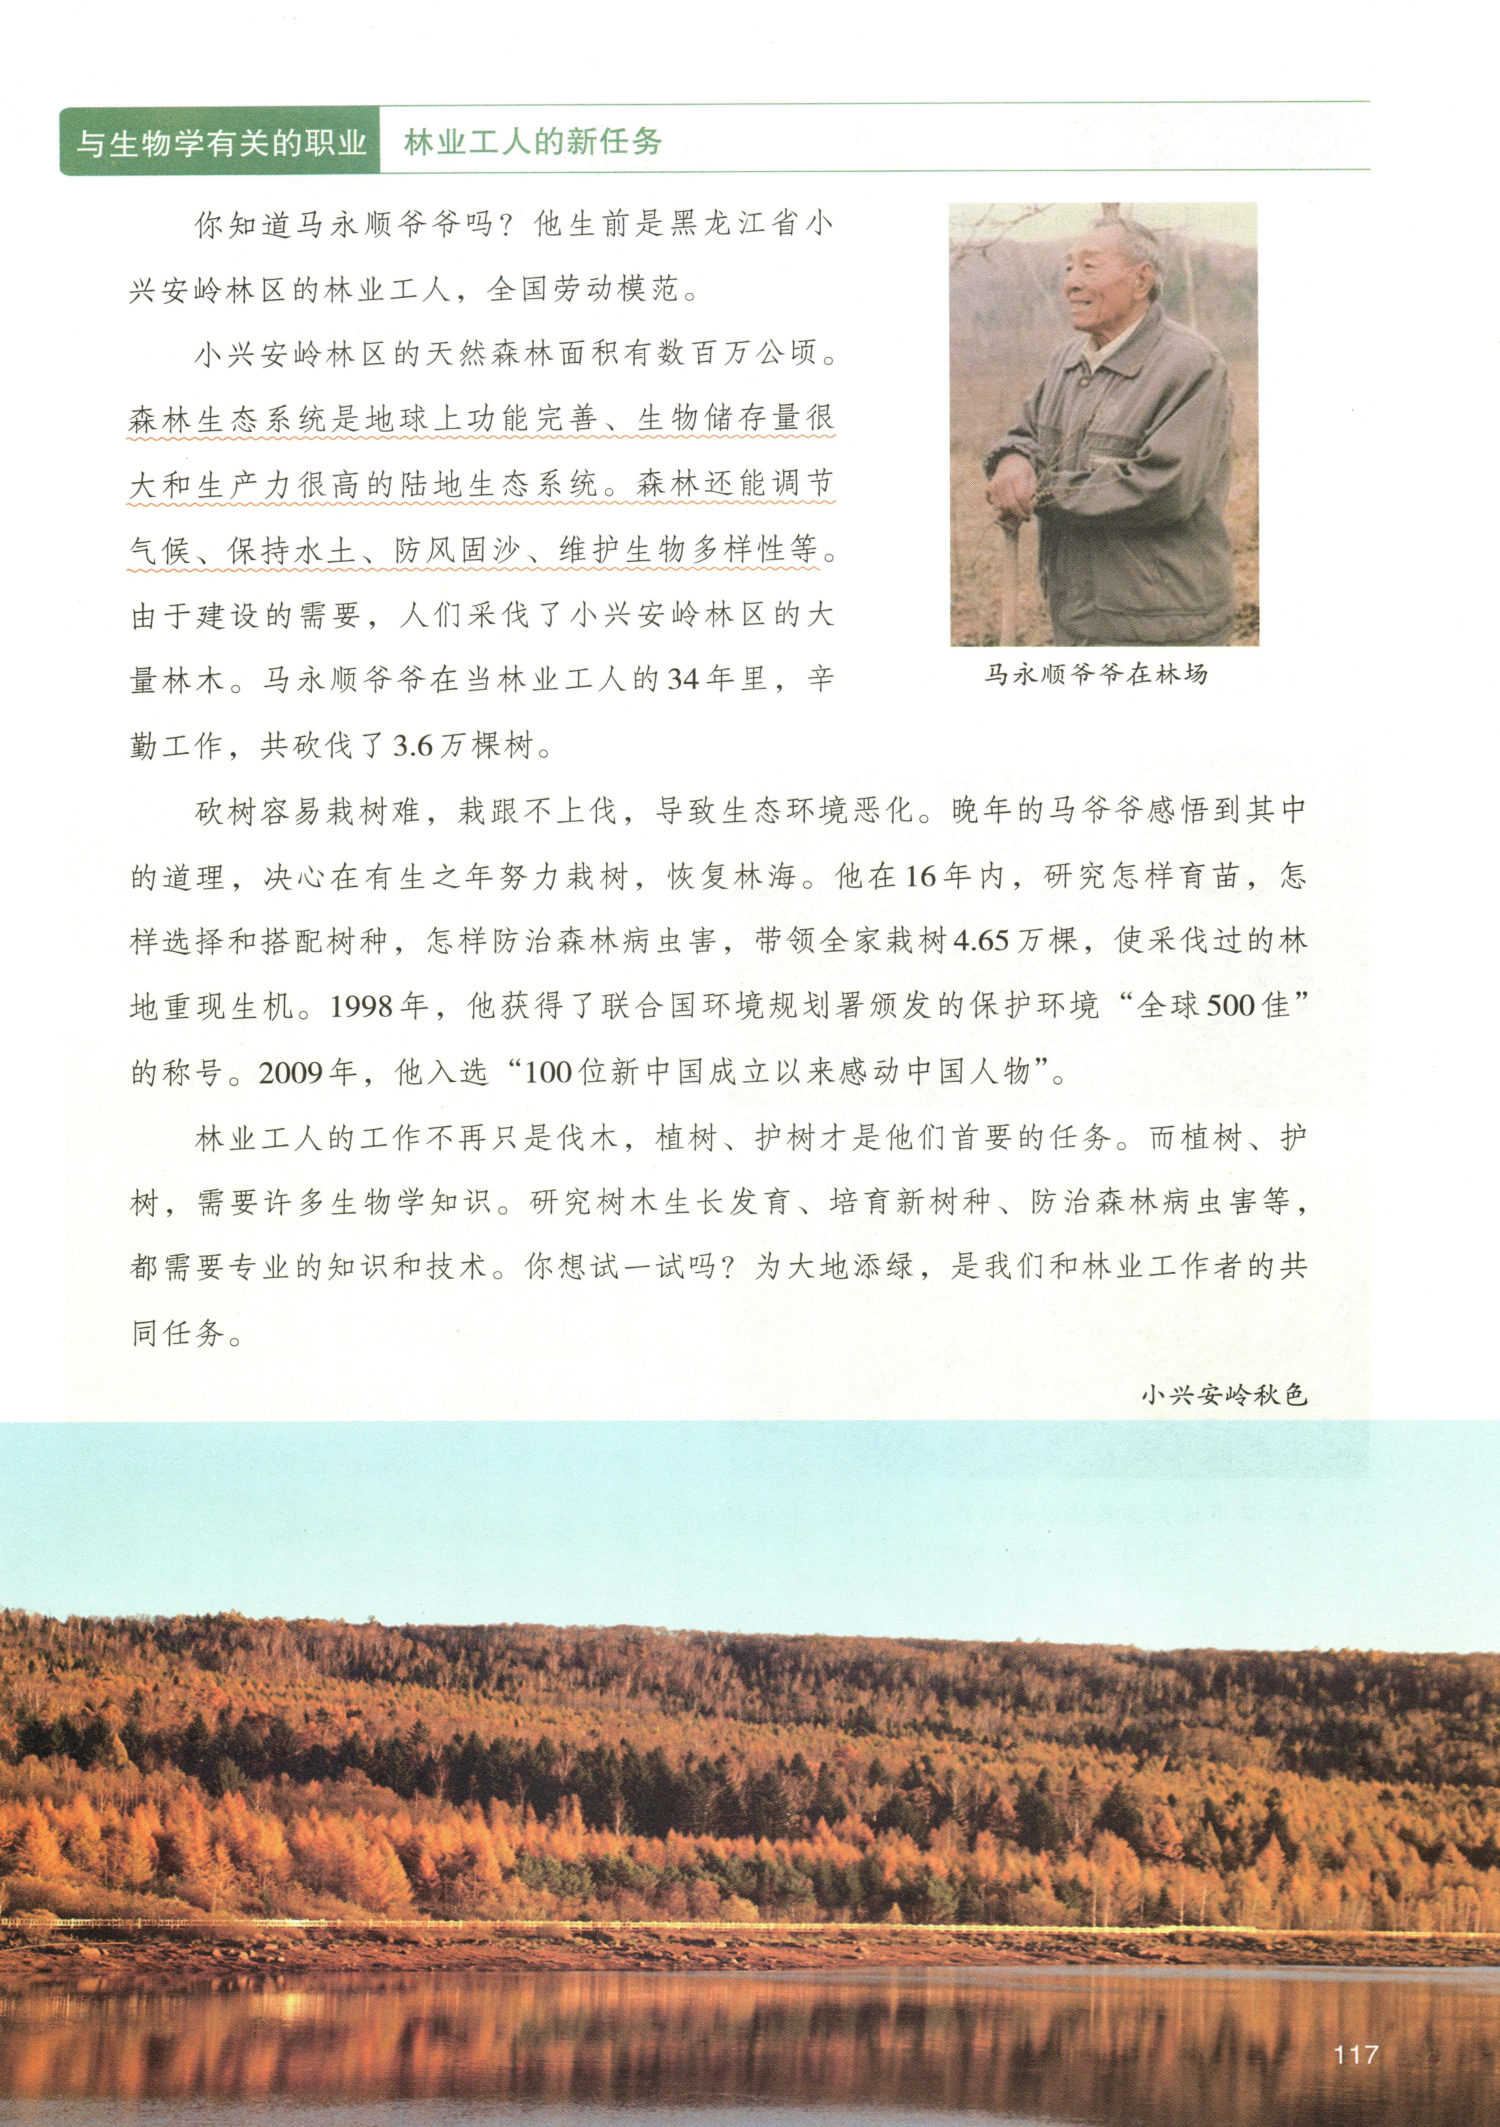 与生物学有关的职业 林业工人的新任务
你知道马永顺爷爷吗？他生前是黑龙江省小
兴安岭林区的林业工人，全国劳动模范。
小兴安岭林区的天然森林面积有数百万公顷。
森林生态系统是地球上功能完善、生物储存量很
大和生产力很高的陆地生态系统。森林还能调节
气候、保持水土、防风固沙、维护生物多样性等。
由于建设的需要，人们采伐了小兴安岭林区的大
量林木。马永顺爷爷在当林业工人的34年里，辛
勤工作，共砍伐了3.6万棵树。
马永顺爷爷在林场
砍树容易栽树难，栽跟不上伐，导致生态环境恶化。晚年的马爷爷感悟到其中
的道理，决心在有生之年努力栽树，恢复林海。他在16年内，研究怎样育苗，怎
样选择和搭配树种，怎样防治森林病虫害，带领全家栽树4.65万棵，使采伐过的林
地重现生机。1998年，他获得了联合国环境规划署颁发的保护环境“全球500佳”
的称号。2009年，他入选“100位新中国成立以来感动中国人物”。
林业工人的工作不再只是伐木，植树、护树才是他们首要的任务。而植树、护
树，需要许多生物学知识。研究树木生长发育、培育新树种、防治森林病虫害等，
都需要专业的知识和技术。你想试一试吗？为大地添绿，是我们和林业工作者的共
同任务。
小兴安岭秋色
117